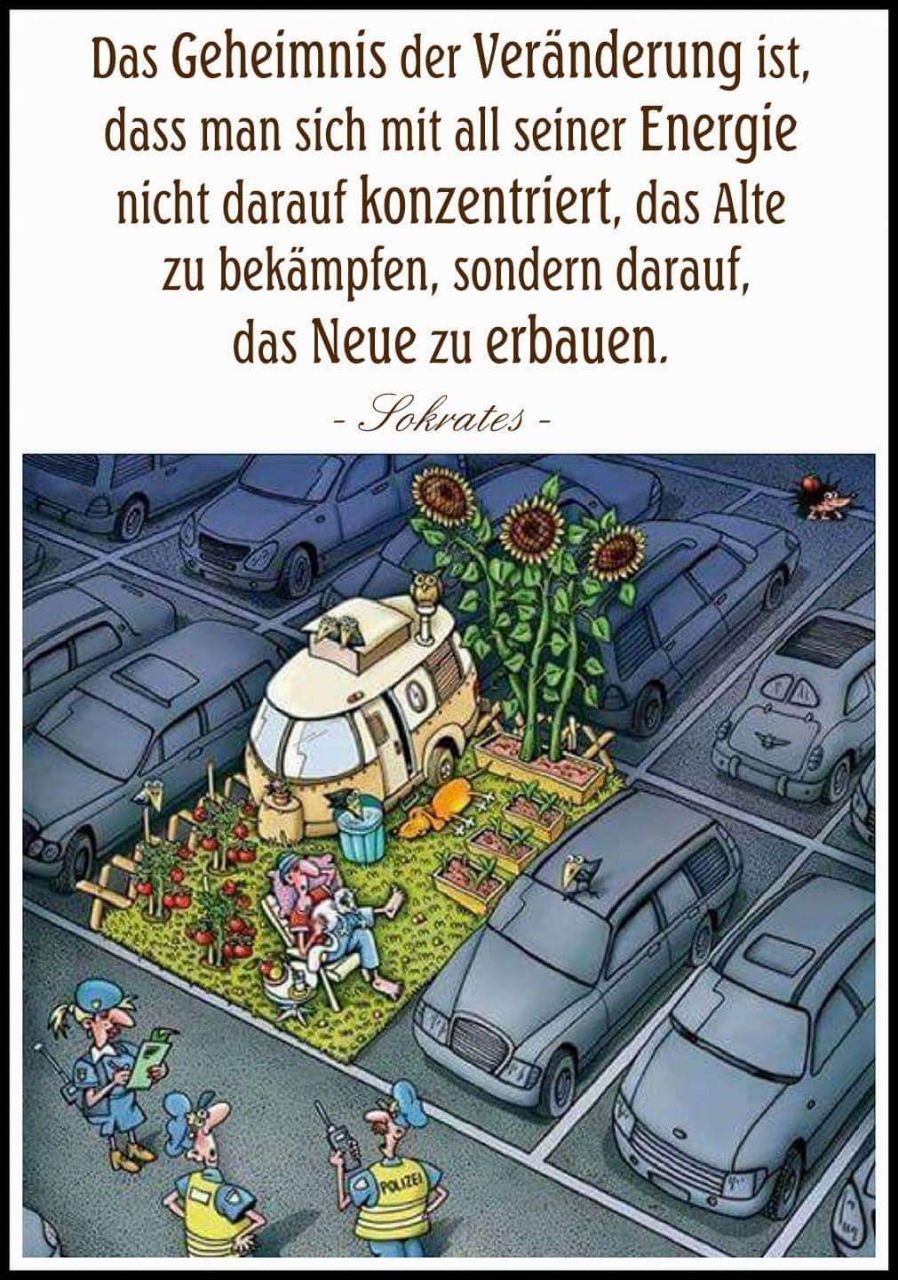 Das Geheimnis der Veränderung ist,
dass man sich mit all seiner Energie
nicht darauf konzentriert, das Alte
zu bekämpfen, sondern darauf,
das Neue zu erbauen.
- Sokrates -
POLIZEI